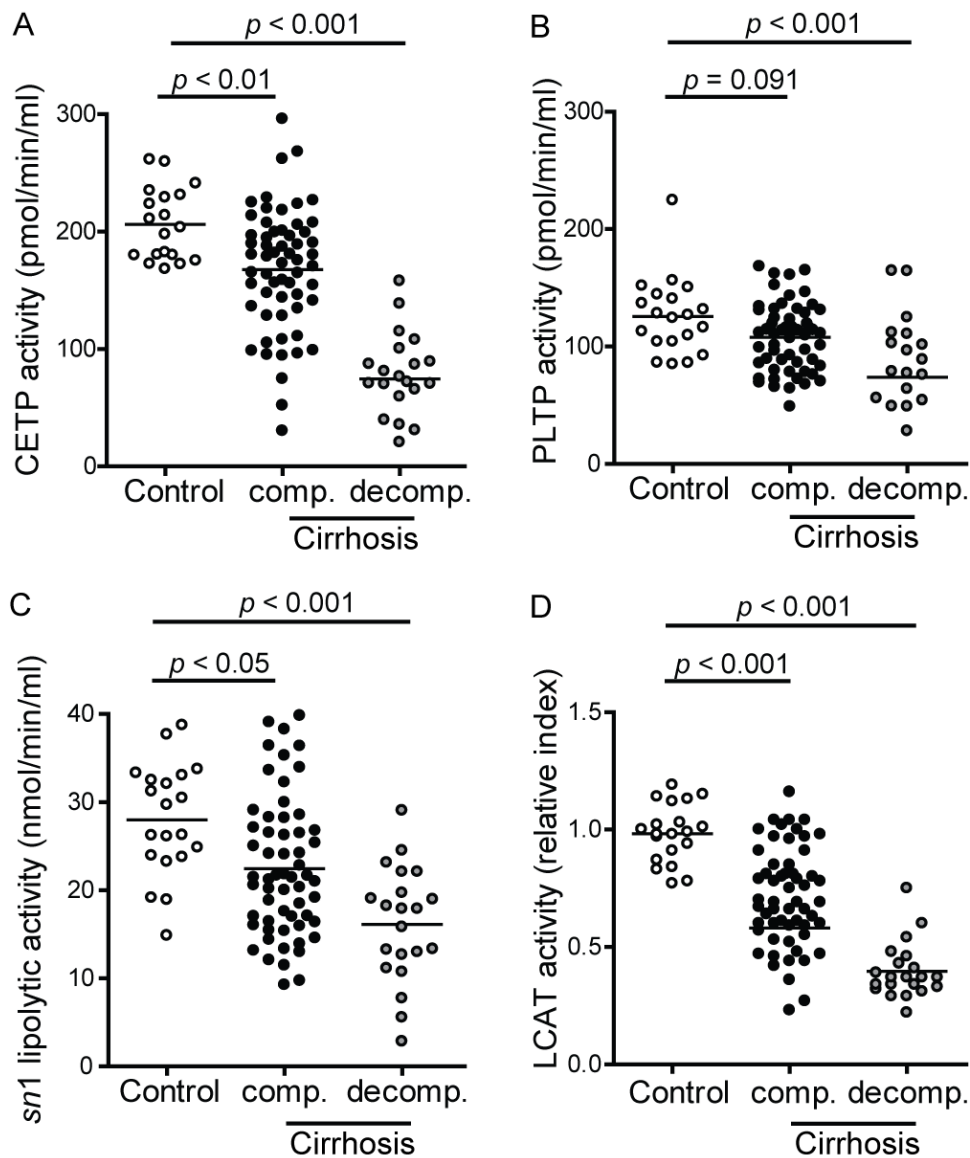 A
p < 0.001
p < 0.01
CETP activity (pmol/min/ml)
300
200
100
0
Control comp. decomp.
Cirrhosis
B
p < 0.001
p = 0.091
PLTP activity (pmol/min/ml)
300
200
100
0
Control comp. decomp.
Cirrhosis
C
p < 0.001
p < 0.05
sn1 lipolytic activity (nmol/min/ml)
40
30
20
10
0
Control comp. decomp.
Cirrhosis
D
p < 0.001
p < 0.001
LCAT activity (relative index)
1.5
1.0
0.5
0.0
Control comp. decomp.
Cirrhosis